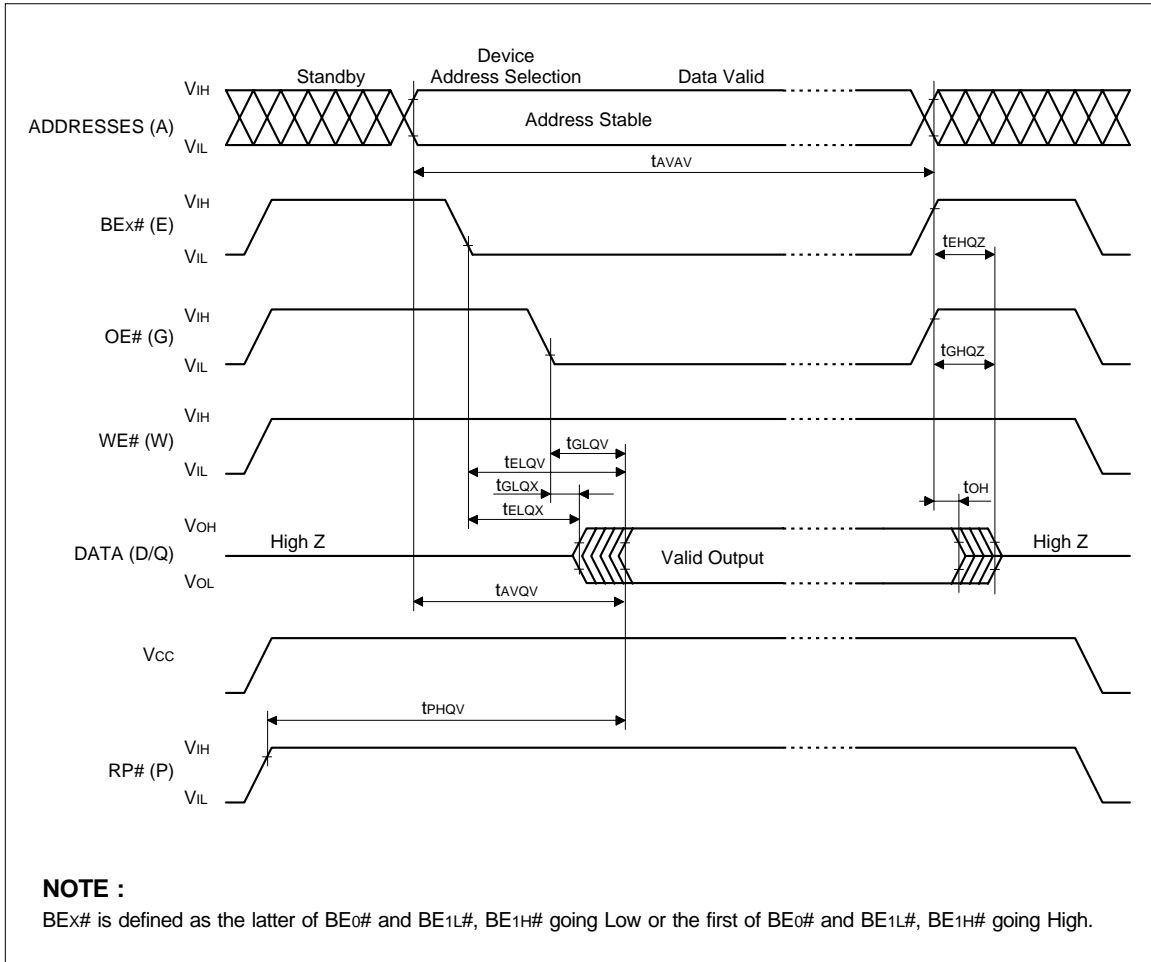 Device
Standby Address Selection Data Valid
VIH
ADDRESSES (A) Address Stable
VIL
tAVAV
VIH
BEX# (E)
VIL
tEHQZ
VIH
OE# (G)
VIL
tGHQZ
VIH
WE# (W)
VIL
tGLQV
tELQV
tGLQX
tELQX
tOH
VOH
DATA (D/Q) High Z Valid Output High Z
VOL
tAVQV
VCC
tPHQV
VIH
RP# (P)
VIL
NOTE :
BEX# is defined as the latter of BE0# and BE1L#, BE1H# going Low or the first of BE0# and BE1L#, BE1H# going High.